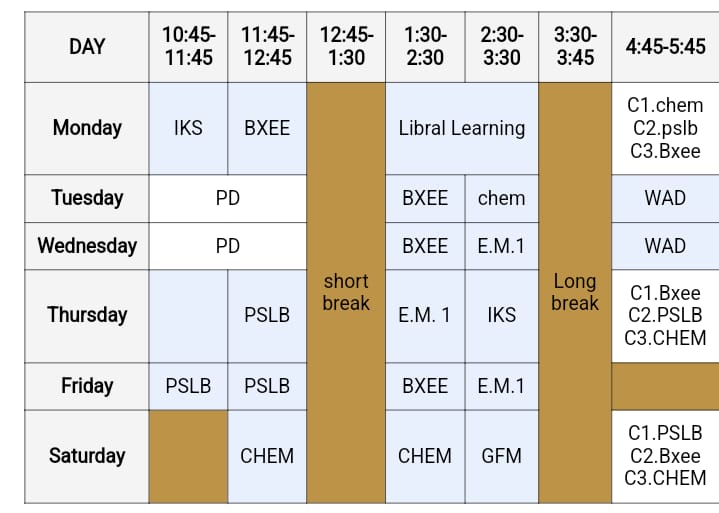 DAY 10:45-11:45 11:45-12:45 12:45-1:30 1:30-2:30 2:30-3:30 3:30-3:45 4:45-5:45
Monday IKS BXEE Libral Learning C1.chem
C2.pslb
C3.Bxee
Tuesday PD BXEE chem WAD
Wednesday PD BXEE E.M.1 WAD
short break
Long break
Thursday PSLB E.M. 1 IKS C1.Bxee
C2.PSLB
C3.CHEM
Friday PSLB PSLB BXEE E.M.1
Saturday CHEM CHEM GFM C1.PSLB
C2.Bxee
C3.CHEM